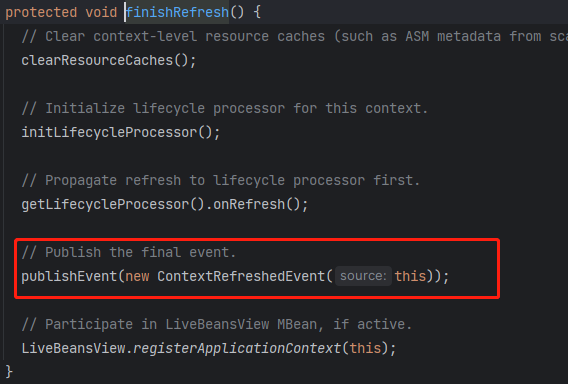 protected void finishRefresh() {
// Clear context-level resource caches (such as ASM metadata from
clearResourceCaches();
// Initialize lifecycle processor for this context.
initLifecycleProcessor();
// Propagate refresh to lifecycle processor first.
getLifecycleProcessor().onRefresh();
// Publish the final event.
publishEvent(new ContextRefreshedEvent( source: this));
// Participate in LiveBeansView MBean, if active.
LiveBeansView.registerApplicationContext(this);
}